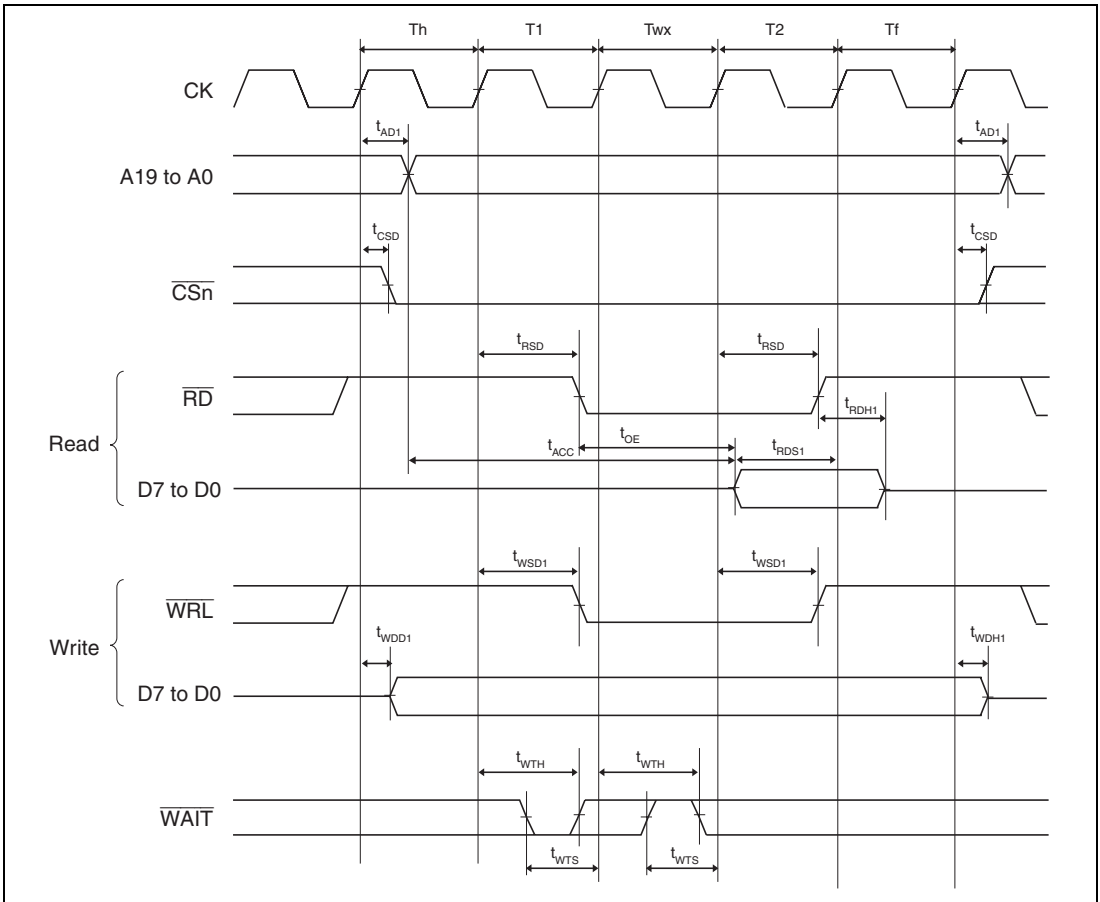 Th T1 Twx T2 Tf
CK
tAD1 tAD1
A19 to A0
tCSD tCSD
CSn
tRSD tRSD
RD
tRDH1
Read
tOE
tACC tRDS1
D7 to D0
tWSD1 tWSD1
WRL
tWDD1 tWDH1
Write
D7 to D0
tWTH tWTH
WAIT
tWTS tWTS